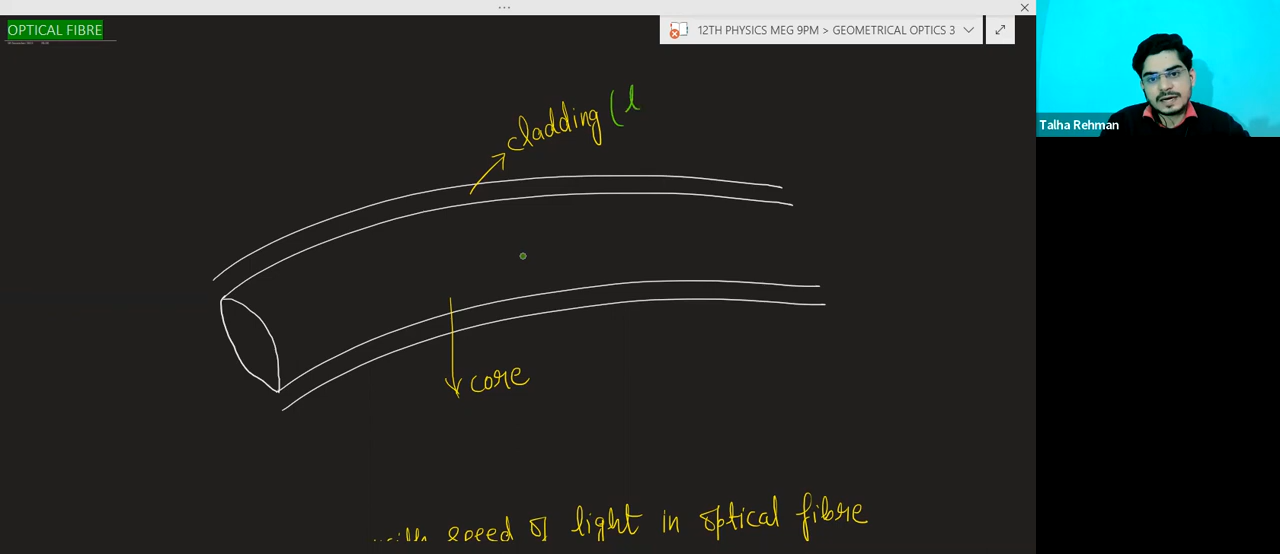 OPTICAL FIBRE
12TH PHYSICS MEG 9PM > GEOMETRICAL OPTICS 3
Talha Rehman
cladding (l
core
with speed of light in optical fibre